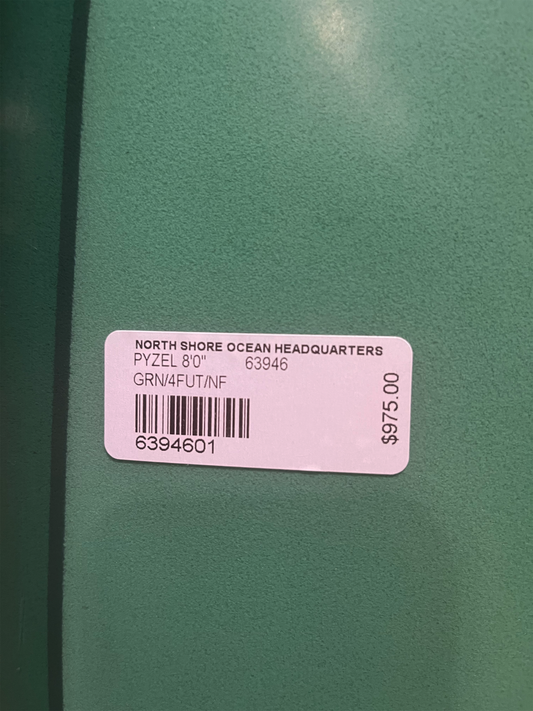 NORTH SHORE OCEAN HEADQUARTERS
PYZEL 8'0" 63946
GRN/4FUT/NF
6394601
$975.00